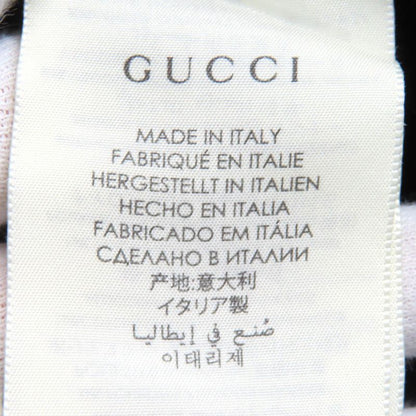 GUCCI
MADE IN ITALY
FABRIQUÉ EN ITALIE
HERGESTELLT IN ITALIEN
HECHO EN ITALIA
FABRICADO EM ITÁLIA
СДЕЛАНО В ИТАЛИИ
产地:意大利
イタリア製
صُنع في إيطاليا
이태리제